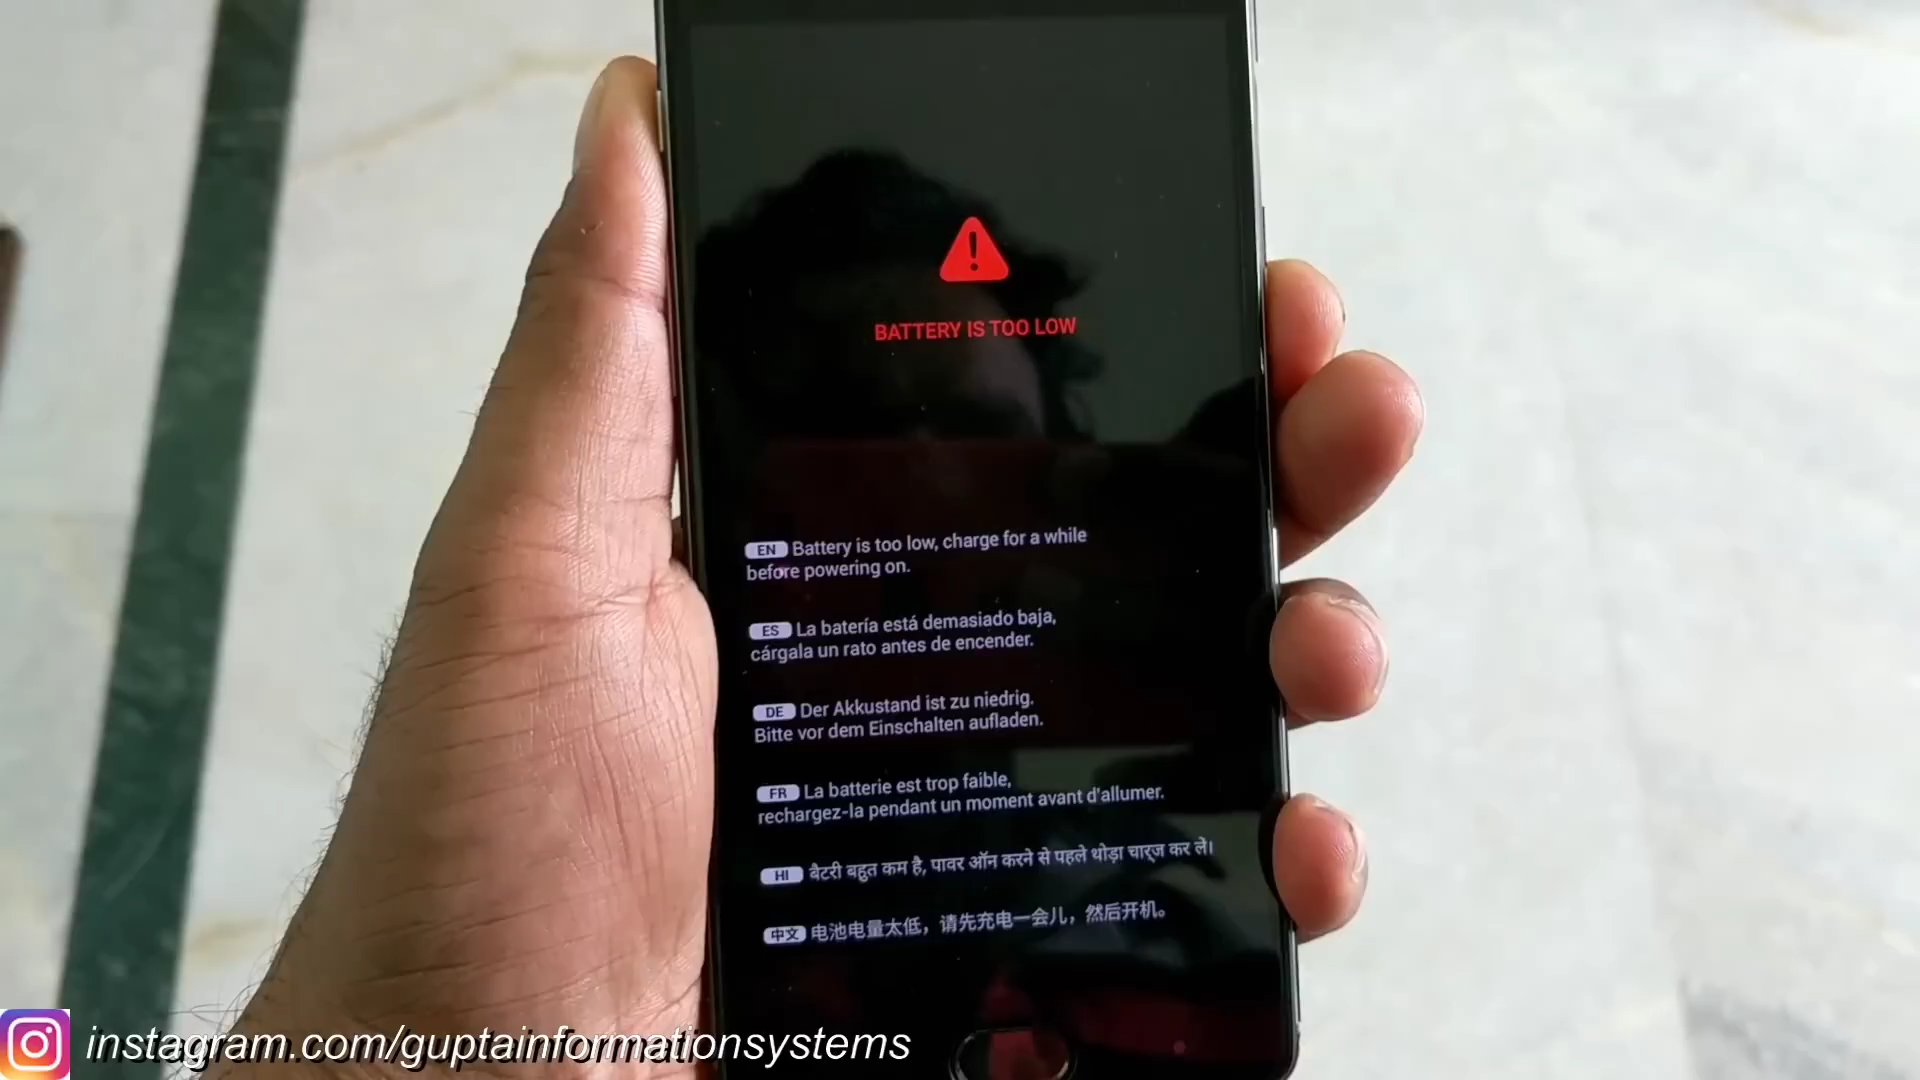 BATTERY IS TOO LOW
EN Battery is too low, charge for a while
before powering on.
ES La batería está demasiado baja,
cárgala un rato antes de encender.
DE Der Akkustand ist zu niedrig.
Bitte vor dem Einschalten aufladen.
FR La batterie est trop faible,
rechargez-la pendant un moment avant d'allumer.
HI बैटरी बहुत कम है, पावर ऑन करने से पहले थोड़ा चार्ज कर लें।
中文 电池电量太低，请先充电一会儿，然后开机。
instagram.com/guptainformationsystems